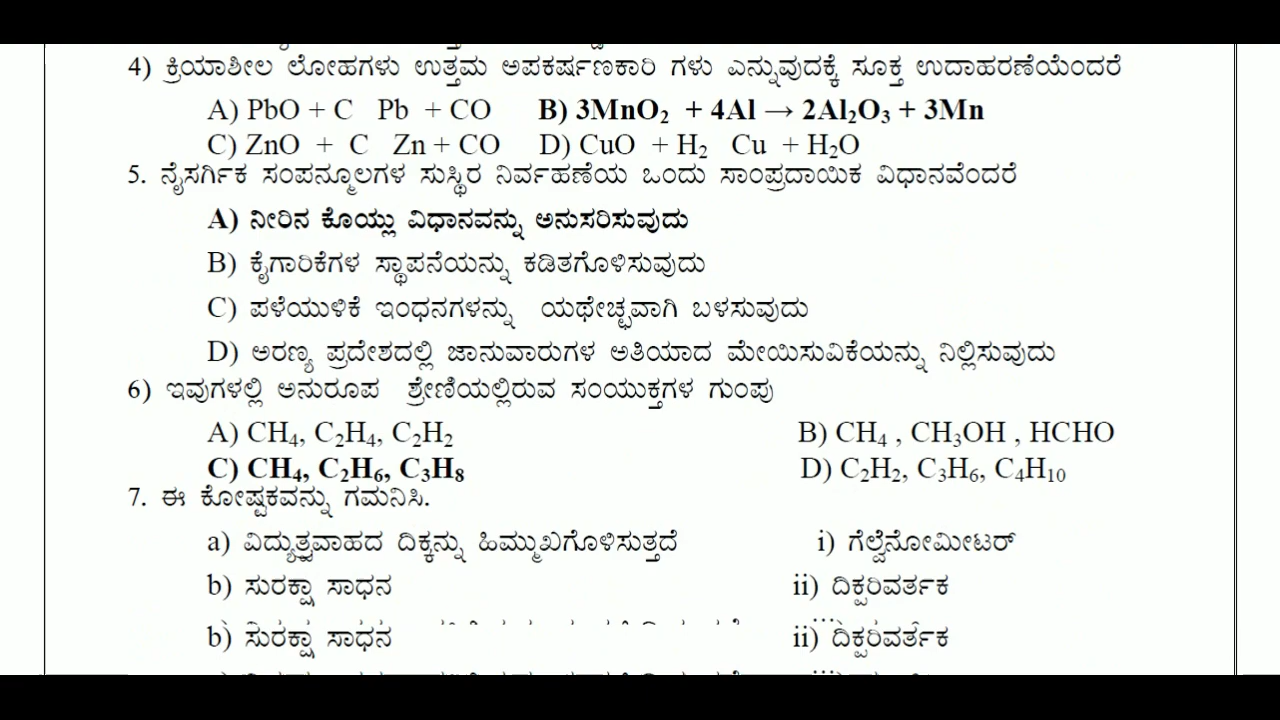 4) ಕ್ರಿಯಾಶೀಲ ಲೋಹಗಳು ಉತ್ತಮ ಅಪಕರ್ಷಣಕಾರಿ ಗಳು ಎನ್ನುವುದಕ್ಕೆ ಸೂಕ್ತ ಉದಾಹರಣೆಯೆಂದರೆ
A) PbO + C Pb + CO B) 3MnO₂ + 4Al → 2Al₂O₃ + 3Mn
C) ZnO + C Zn + CO D) CuO + H₂ Cu + H₂O
5. ನೈಸರ್ಗಿಕ ಸಂಪನ್ಮೂಲಗಳ ಸುಸ್ಥಿರ ನಿರ್ವಹಣೆಯ ಒಂದು ಸಾಂಪ್ರದಾಯಿಕ ವಿಧಾನವೆಂದರೆ
A) ನೀರಿನ ಕೊಯ್ಲು ವಿಧಾನವನ್ನು ಅನುಸರಿಸುವುದು
B) ಕೈಗಾರಿಕೆಗಳ ಸ್ಥಾಪನೆಯನ್ನು ಕಡಿತಗೊಳಿಸುವುದು
C) ಪಳೆಯುಳಿಕೆ ಇಂಧನಗಳನ್ನು ಯಥೇಚ್ಛವಾಗಿ ಬಳಸುವುದು
D) ಅರಣ್ಯ ಪ್ರದೇಶದಲ್ಲಿ ಜಾನುವಾರುಗಳ ಅತಿಯಾದ ಮೇಯಿಸುವಿಕೆಯನ್ನು ನಿಲ್ಲಿಸುವುದು
6) ಇವುಗಳಲ್ಲಿ ಅನುರೂಪ ಶ್ರೇಣಿಯಲ್ಲಿರುವ ಸಂಯುಕ್ತಗಳ ಗುಂಪು
A) CH₄, C₂H₄, C₂H₂ B) CH₄ , CH₃OH , HCHO
C) CH₄, C₂H₆, C₃H₈ D) C₂H₂, C₃H₆, C₄H₁₀
7. ಈ ಕೋಷ್ಟಕವನ್ನು ಗಮನಿಸಿ.
a) ವಿದ್ಯುತ್ಪ್ರವಾಹದ ದಿಕ್ಕನ್ನು ಹಿಮ್ಮುಖಗೊಳಿಸುತ್ತದೆ i) ಗೆಲ್ವೆನೋಮೀಟರ್
b) ಸುರಕ್ಷಾ ಸಾಧನ ii) ದಿಕ್ಪರಿವರ್ತಕ
b) ಸುರಕ್ಷಾ ಸಾಧನ ii) ದಿಕ್ಪರಿವರ್ತಕ